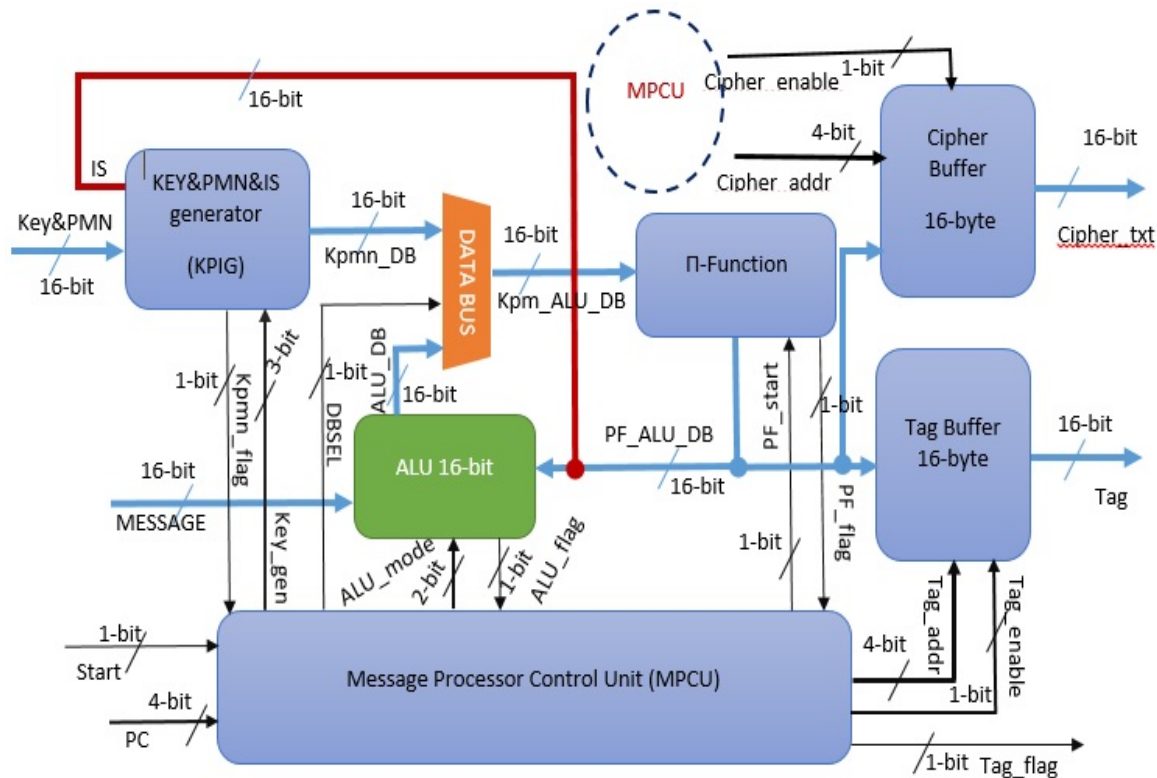 MPCU
Cipher_enable
1-bit
16-bit
4-bit
Cipher_addr
Cipher
Buffer
16-byte
16-bit
Cipher_txt
IS
KEY&PMN&IS
generator
(KPIG)
Key&PMN
16-bit
16-bit
Kpmn_DB
DATA BUS
16-bit
Kpm_ALU_DB
Π-Function
1-bit
Kpmn_flag
3-bit
Key_gen
1-bit
DBSEL
ALU_DB
16-bit
ALU 16-bit
PF_ALU_DB
16-bit
PF_start
1-bit
1-bit
PF_flag
Tag Buffer
16-byte
16-bit
Tag
16-bit
MESSAGE
ALU_mode
2-bit
1-bit
ALU_flag
Tag_addr
4-bit
Tag_enable
1-bit
1-bit
Start
4-bit
PC
Message Processor Control Unit (MPCU)
1-bit
Tag_flag